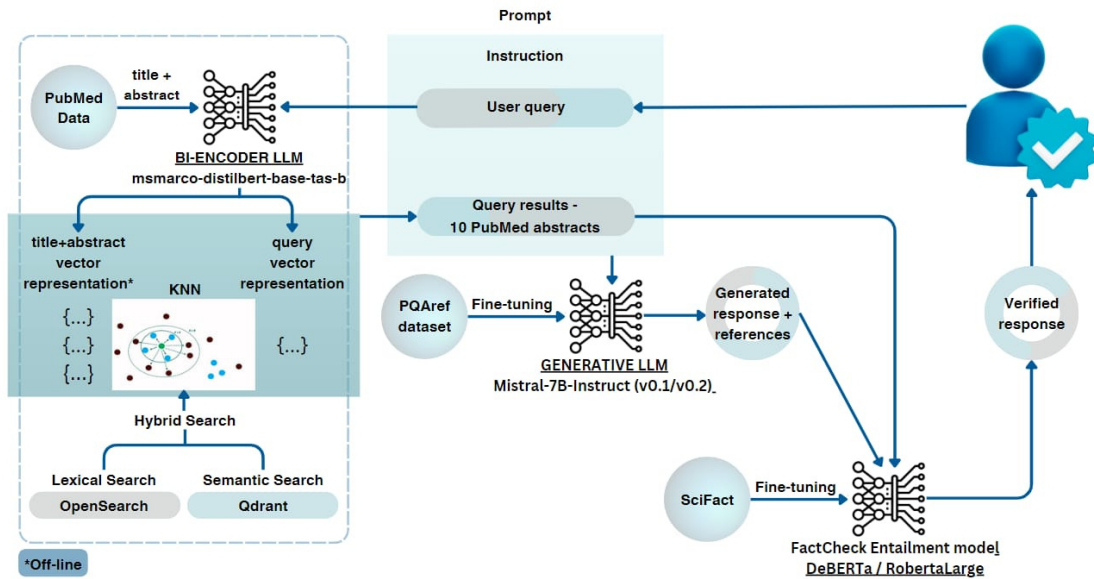 Prompt
Instruction
PubMed
Data
title +
abstract
User query
BI-ENCODER LLM
msmarco-distilbert-base-tas-b
Query results -
10 PubMed abstracts
title+abstract
vector
representation*
query
vector
representation
KNN
{...}
{...}
{...}
{...}
PQAref
dataset
Fine-tuning
Generated
response +
references
Verified
response
GENERATIVE LLM
Mistral-7B-Instruct (v0.1/v0.2)
Hybrid Search
Lexical Search
OpenSearch
Semantic Search
Qdrant
SciFact
Fine-tuning
FactCheck Entailment model
DeBERTa / RobertaLarge
*Off-line